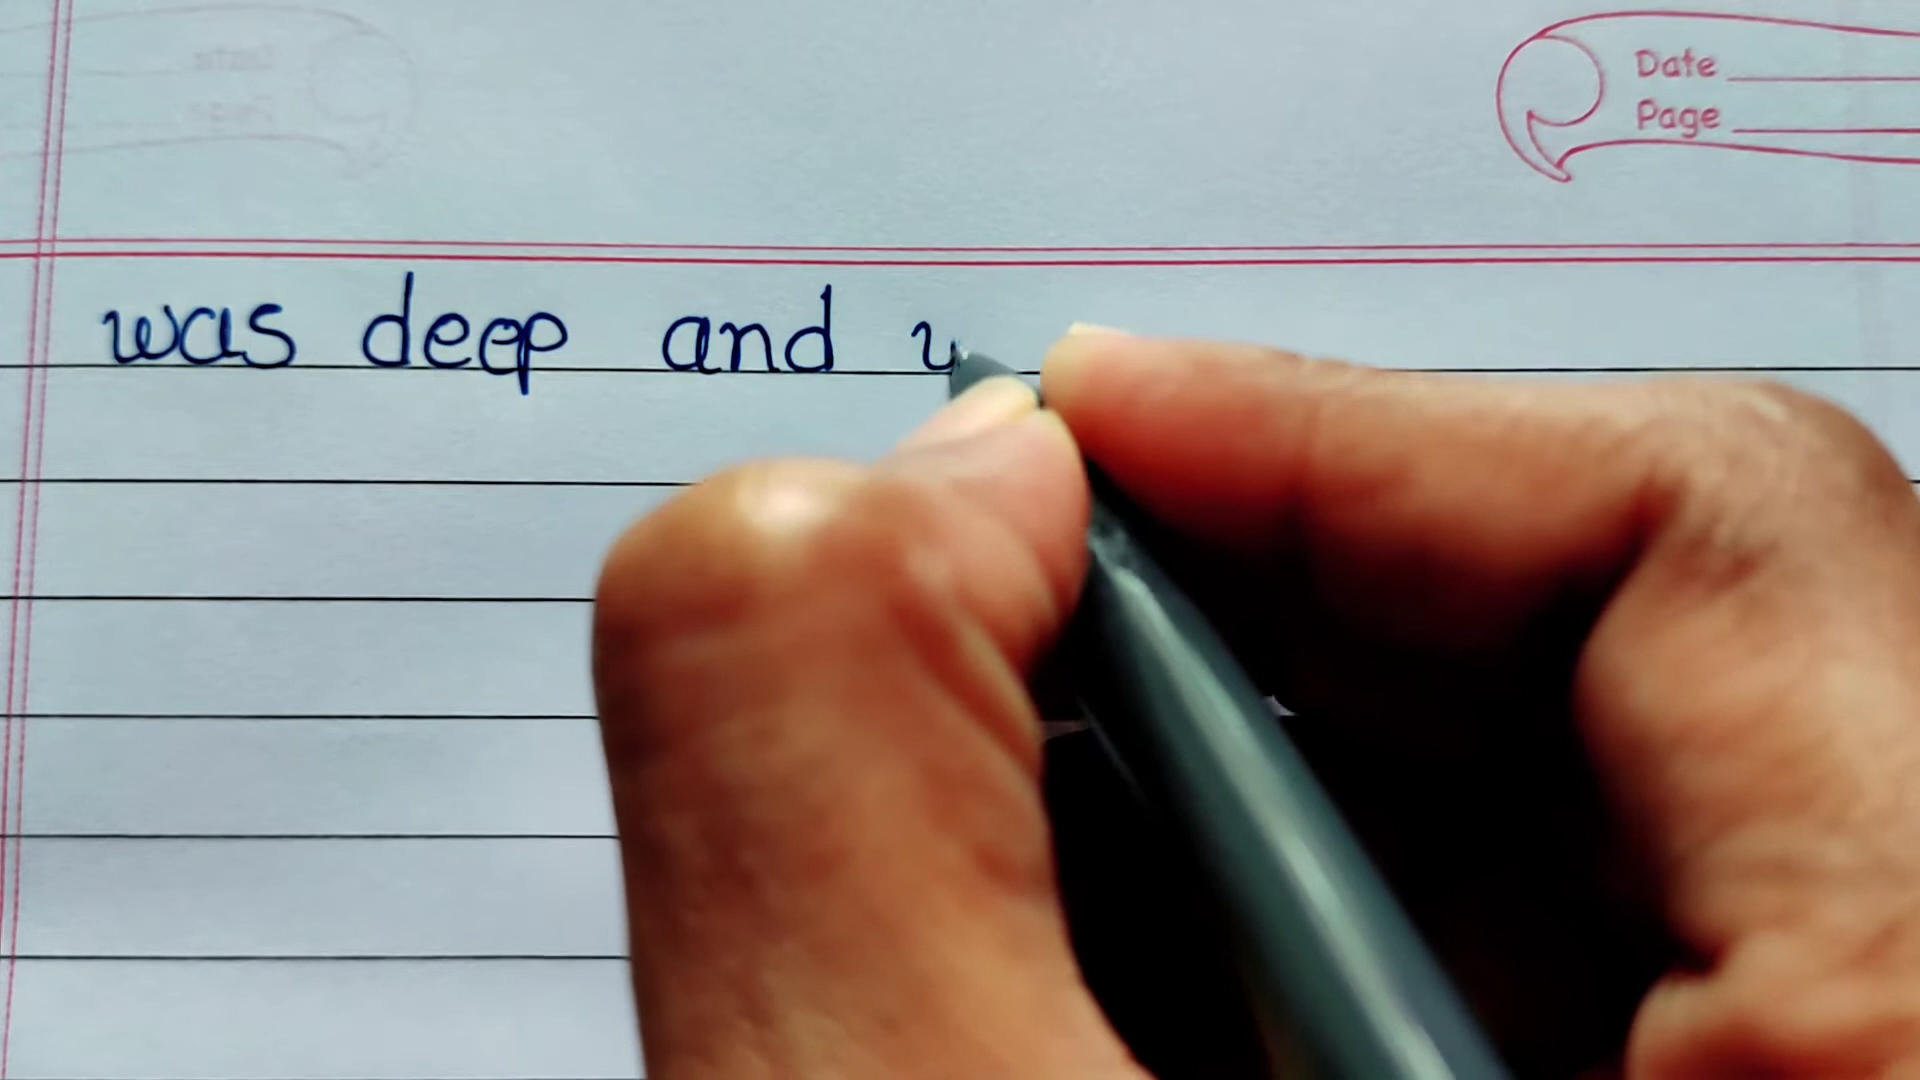 Date
Page
was deep and